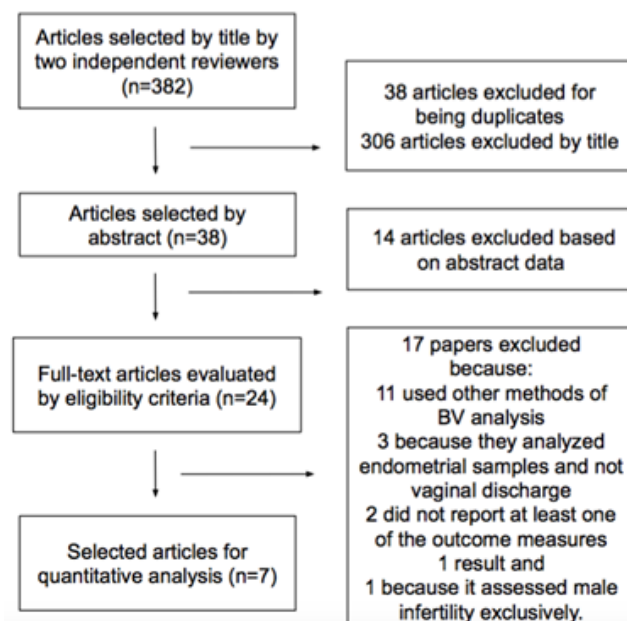 Articles selected by title by
two independent reviewers
(n=382)
38 articles excluded for
being duplicates
306 articles excluded by title
Articles selected by
abstract (n=38)
14 articles excluded based
on abstract data
Full-text articles evaluated
by eligibility criteria (n=24)
17 papers excluded
because:
11 used other methods of
BV analysis
3 because they analyzed
endometrial samples and not
vaginal discharge
2 did not report at least one
of the outcome measures
1 result and
1 because it assessed male
infertility exclusively.
Selected articles for
quantitative analysis (n=7)